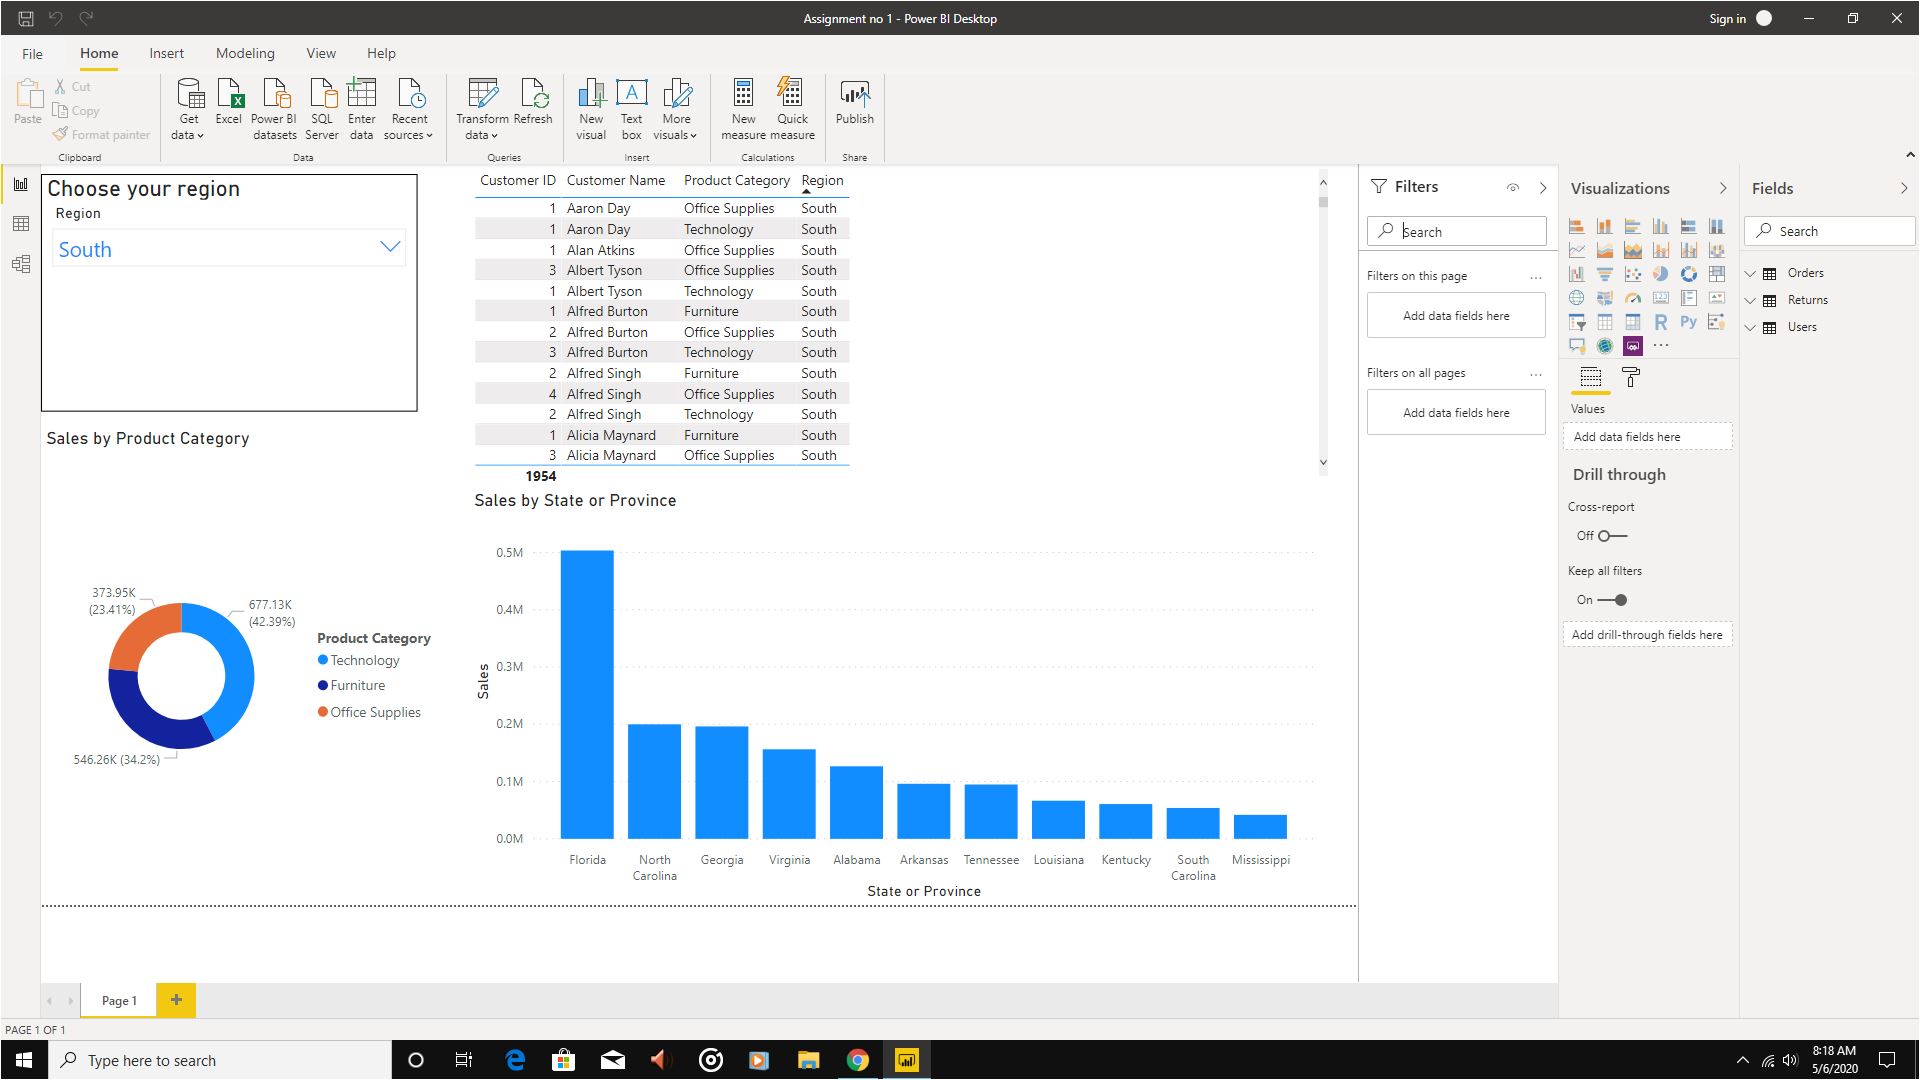 Assignment no 1 - Power BI Desktop
Sign in
File Home Insert Modeling View Help
Paste
Cut
Copy
Format painter
Clipboard
Get data
Excel
Power BI datasets
SQL Server
Enter data
Recent sources
Data
Transform data
Refresh
Queries
New visual
Text box
More visuals
Insert
New measure
Quick measure
Calculations
Publish
Share
Choose your region
Region
South
Customer ID Customer Name Product Category Region
1 Aaron Day Office Supplies South
1 Aaron Day Technology South
1 Alan Atkins Office Supplies South
3 Albert Tyson Office Supplies South
1 Albert Tyson Technology South
1 Alfred Burton Furniture South
2 Alfred Burton Office Supplies South
3 Alfred Burton Technology South
2 Alfred Singh Furniture South
4 Alfred Singh Office Supplies South
2 Alfred Singh Technology South
1 Alicia Maynard Furniture South
3 Alicia Maynard Office Supplies South
1954
Sales by Product Category
373.95K
(23.41%)
677.13K
(42.39%)
546.26K (34.2%)
Product Category
Technology
Furniture
Office Supplies
Sales by State or Province
0.5M
0.4M
0.3M
0.2M
0.1M
0.0M
Sales
Florida North Carolina Georgia Virginia Alabama Arkansas Tennessee Louisiana Kentucky South Carolina Mississippi
State or Province
Filters
Search
Filters on this page ...
Add data fields here
Filters on all pages ...
Add data fields here
Visualizations
123
R
Py
...
Values
Add data fields here
Drill through
Cross-report
Off
Keep all filters
On
Add drill-through fields here
Fields
Search
Orders
Returns
Users
Page 1
+
PAGE 1 OF 1
Type here to search
8:18 AM
5/6/2020